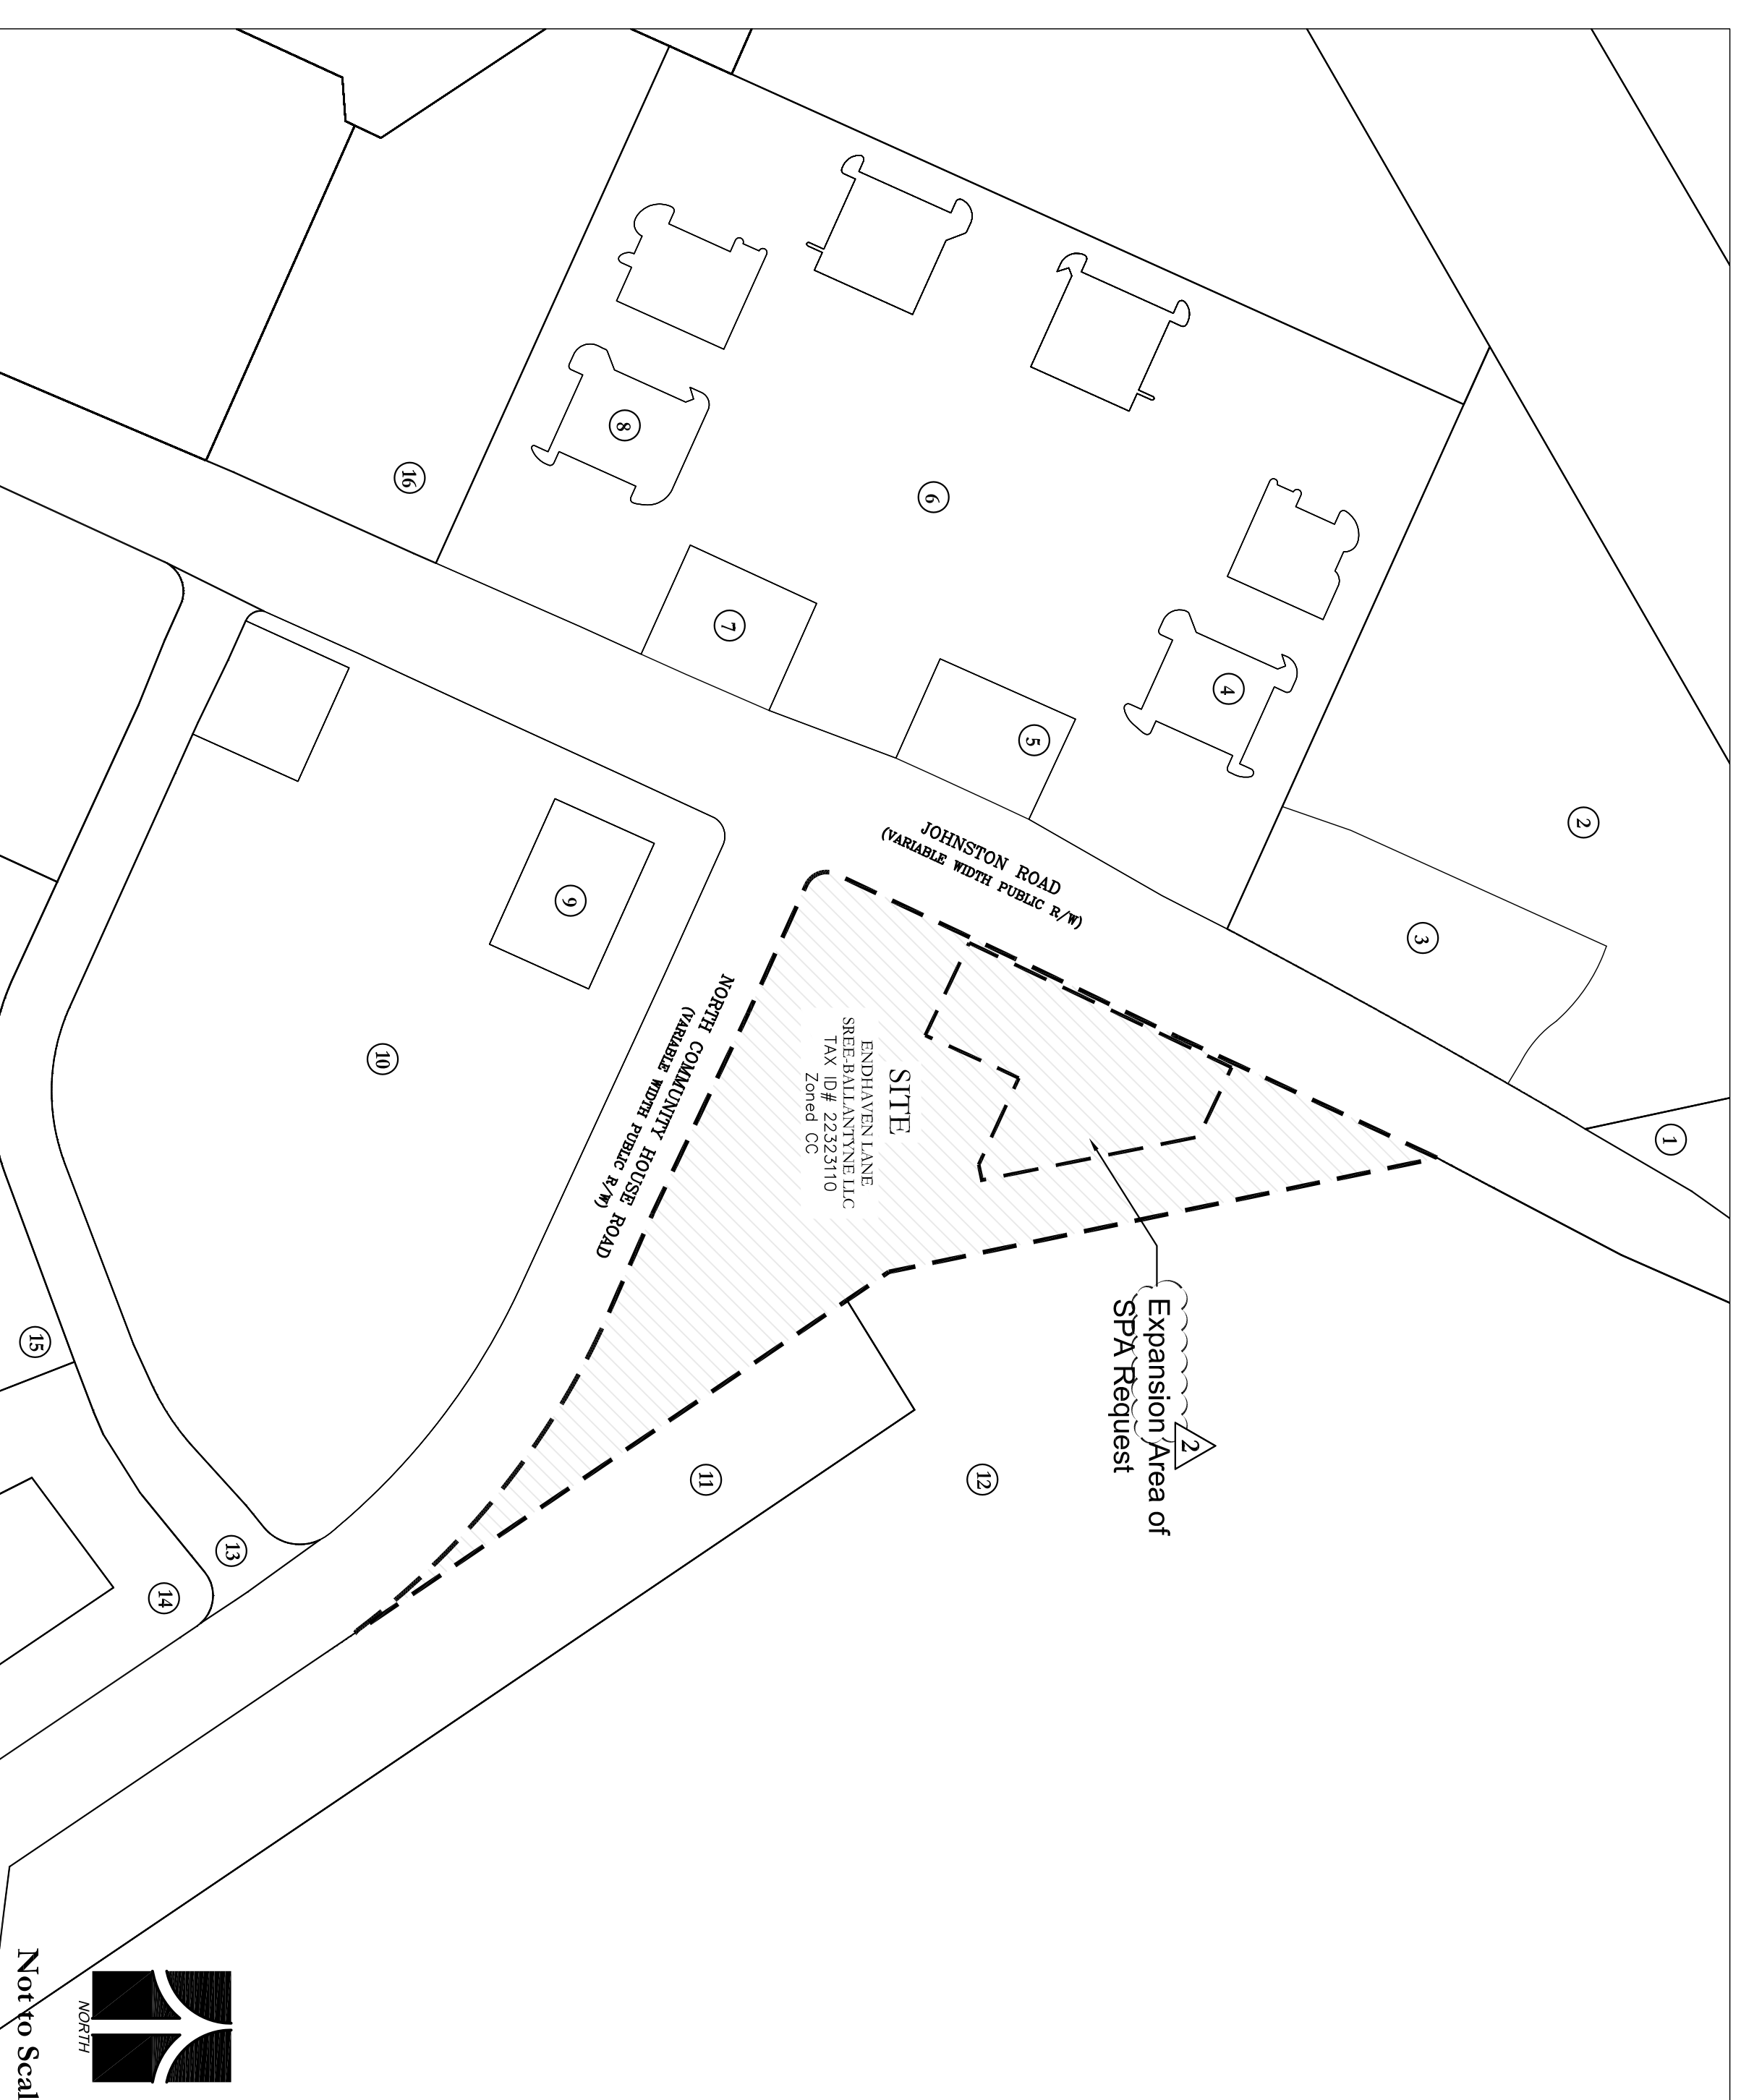 1
2
3
4
5
6
7
8
9
10
11
12
13
14
15
16
JOHNSTON ROAD
(VARIABLE WIDTH PUBLIC R/W)
NORTH COMMUNITY HOUSE ROAD
(VARIABLE WIDTH PUBLIC R/W)
SITE
ENDHAVEN LANE
SREE-BALLANTYNE LLC
TAX ID# 22323110
Zoned CC
2
Expansion Area of
SPA Request
NORTH
Not to Scal